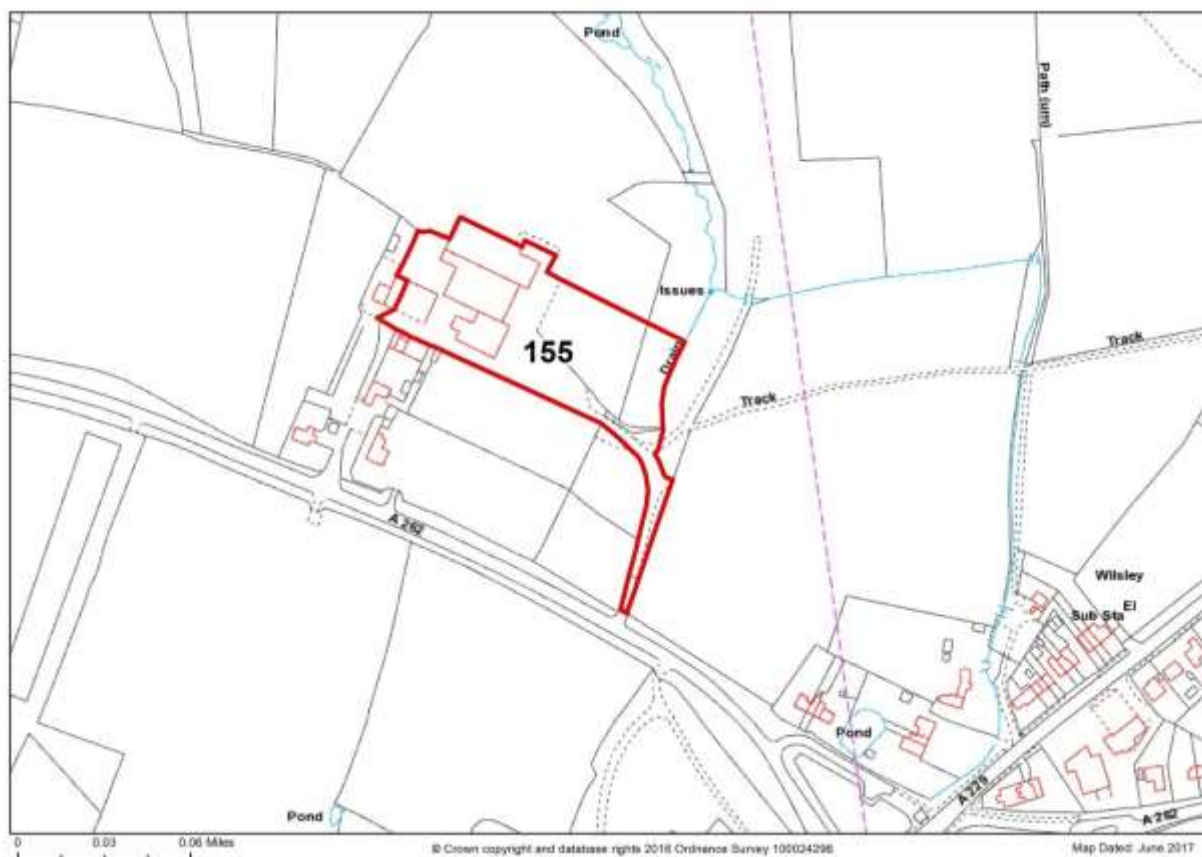 Pond
Path (um)
Issues
155
Drain
Track
Track
A 262
Wilsley
El
Sub Sta
Pond
A 229
A 262
Pond
0 0.03 0.06 Miles
© Crown copyright and database rights 2016 Ordnance Survey 100024298
Map Dated: June 2017